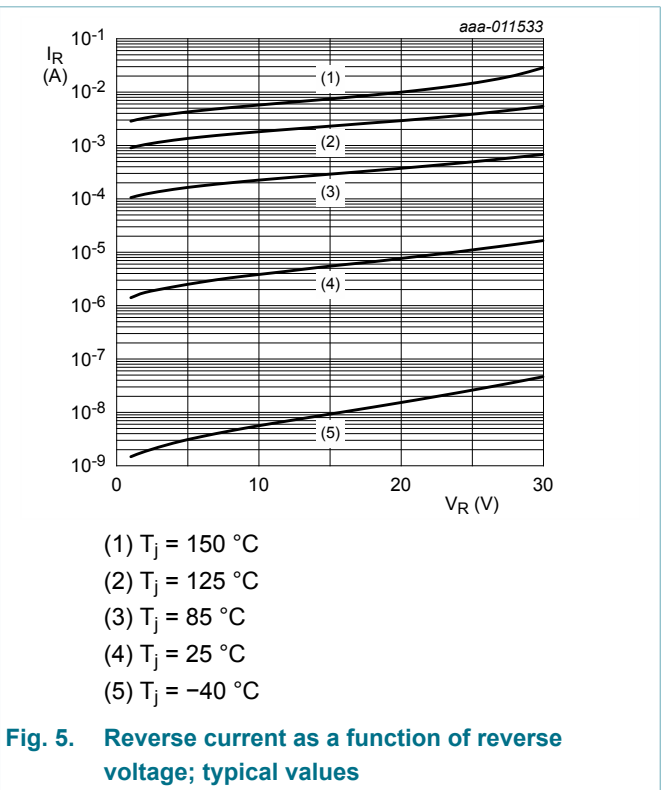 aaa-011533
I_R
(A)
10^-1
10^-2
10^-3
10^-4
10^-5
10^-6
10^-7
10^-8
10^-9
(1)
(2)
(3)
(4)
(5)
0 10 20 30
V_R (V)
(1) T_j = 150 °C
(2) T_j = 125 °C
(3) T_j = 85 °C
(4) T_j = 25 °C
(5) T_j = −40 °C
Fig. 5. Reverse current as a function of reverse
voltage; typical values